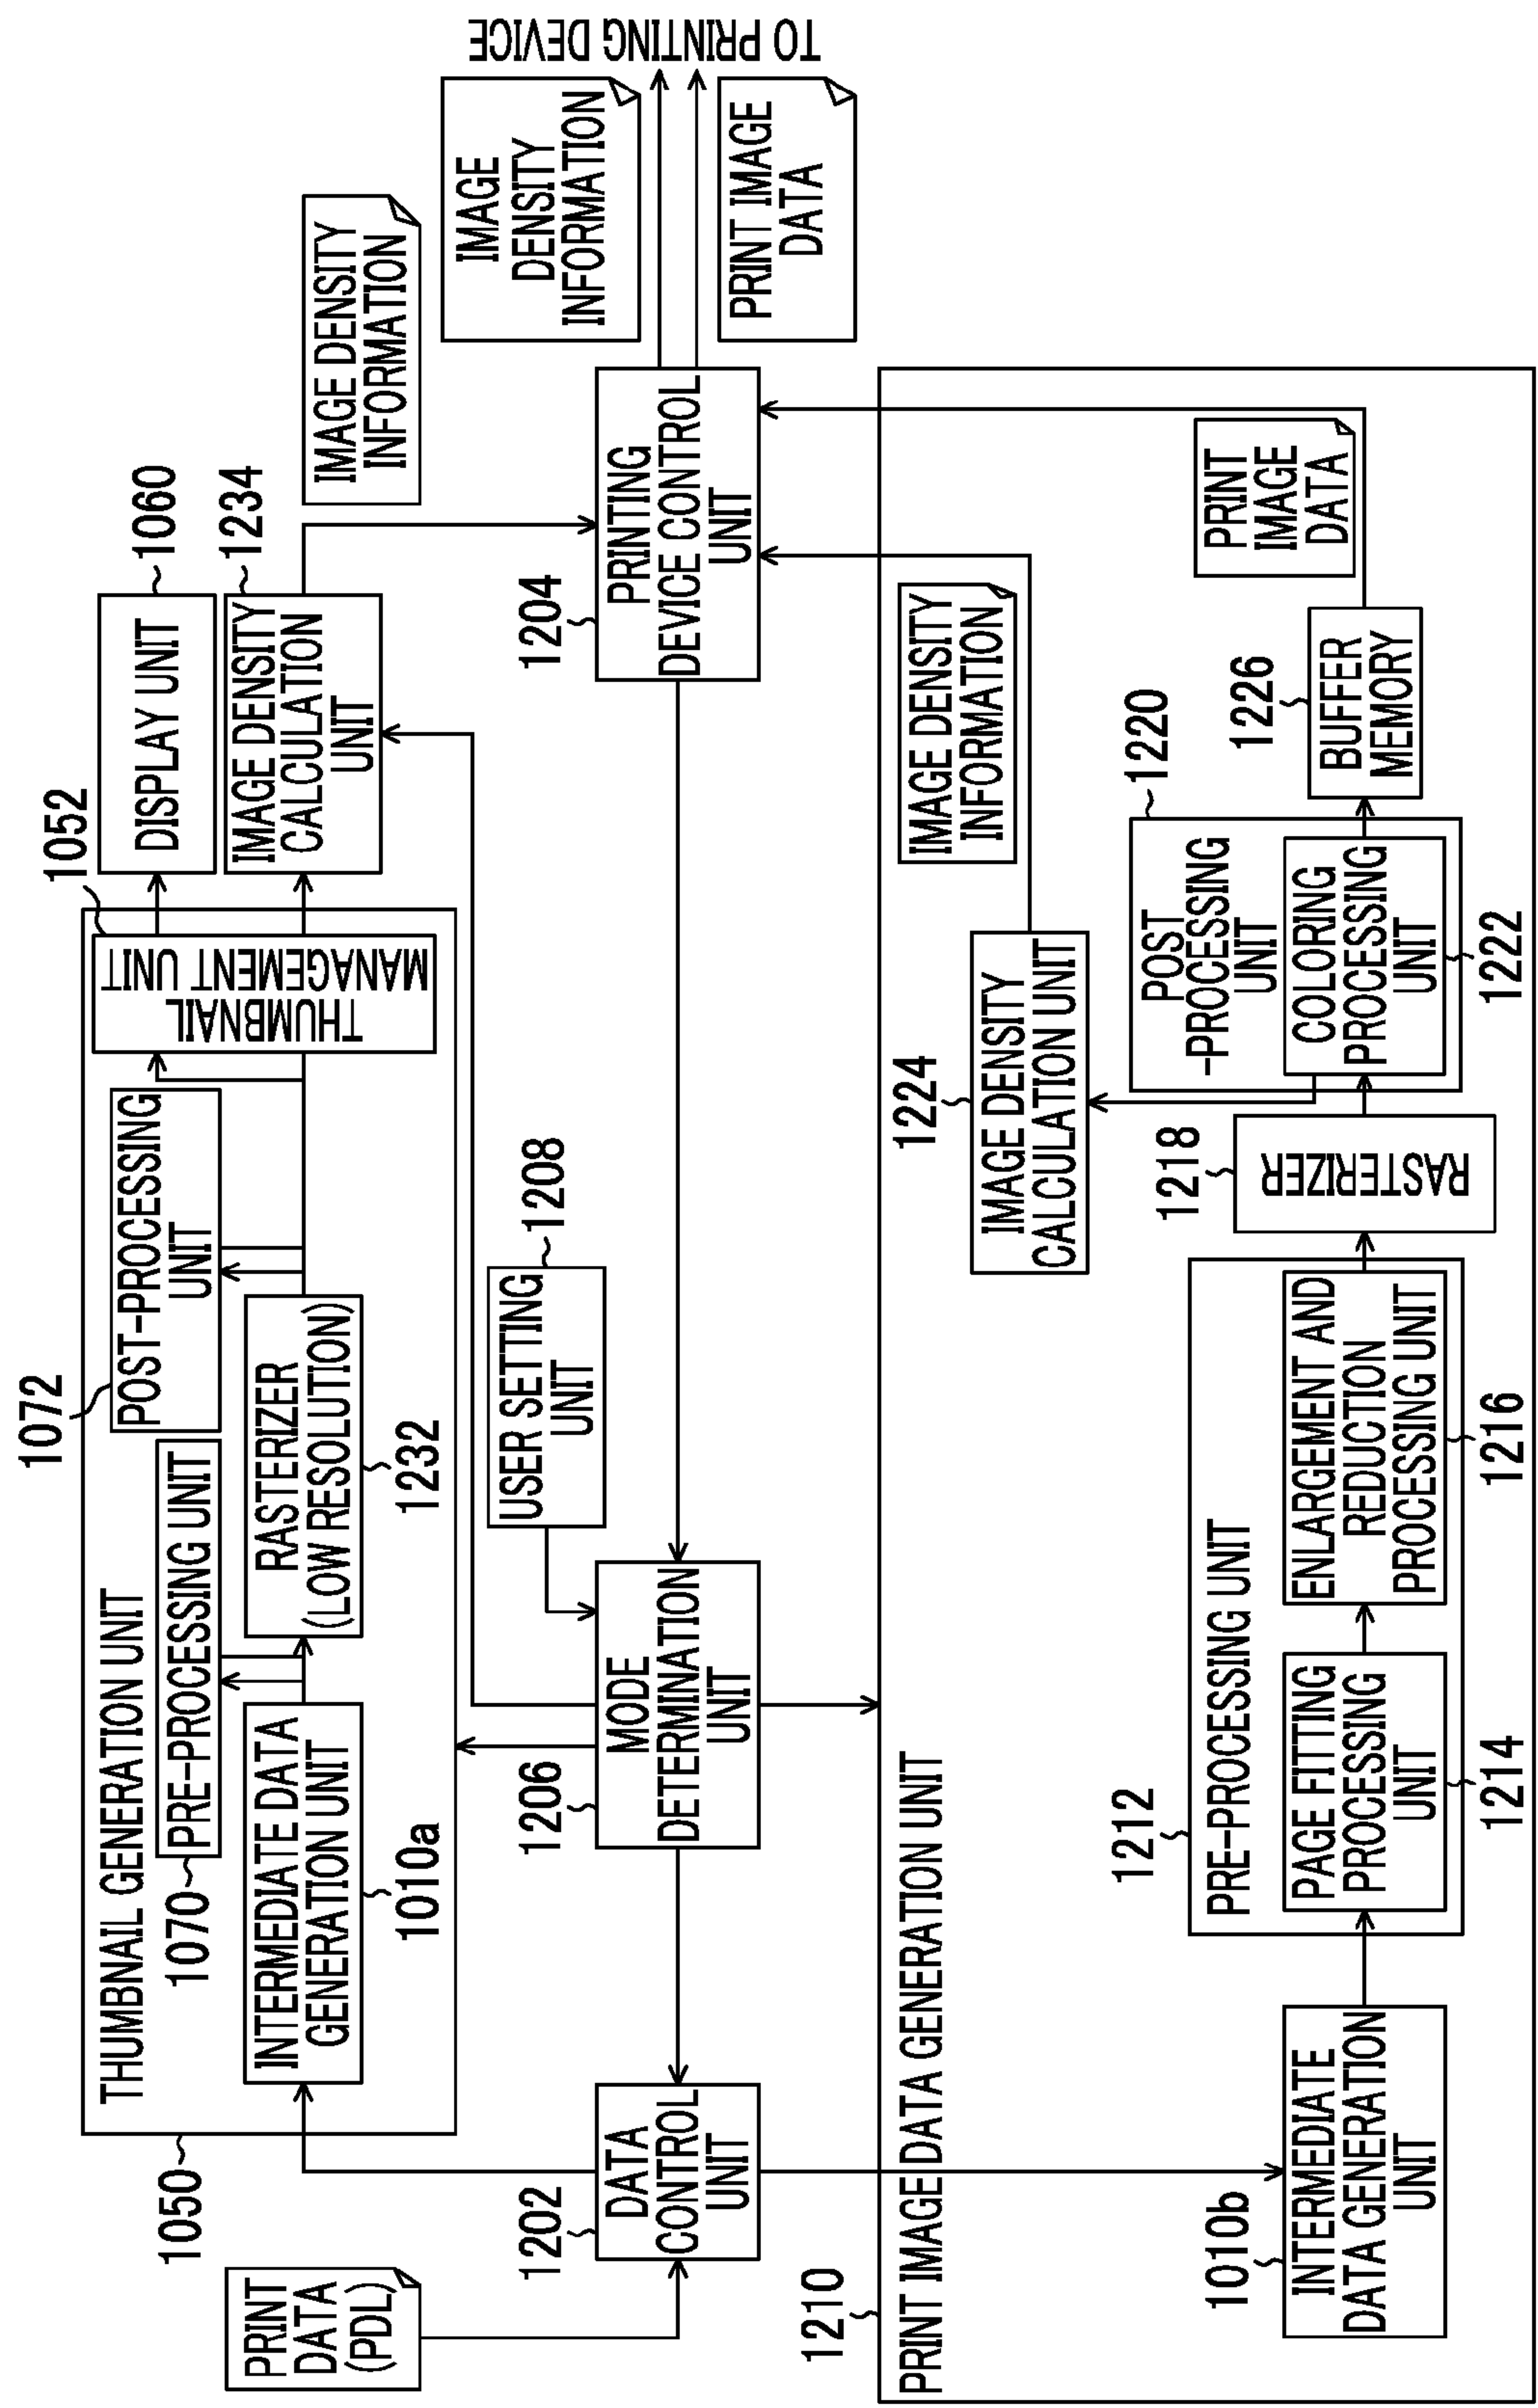 PRINT
DATA
(PDL)
1050
THUMBNAIL GENERATION UNIT
1070
PRE-PROCESSING UNIT
1072
POST-PROCESSING
UNIT
INTERMEDIATE DATA
GENERATION UNIT
1010a
RASTERIZER
(LOW RESOLUTION)
1232
THUMBNAIL
MANAGEMENT UNIT
1052
DISPLAY UNIT
1060
IMAGE DENSITY
CALCULATION
UNIT
1234
IMAGE DENSITY
INFORMATION
1202
DATA
CONTROL
UNIT
1206
MODE
DETERMINATION
UNIT
USER SETTING
UNIT
1208
1204
PRINTING
DEVICE CONTROL
UNIT
IMAGE
DENSITY
INFORMATION
TO PRINTING DEVICE
PRINT IMAGE
DATA
1210
PRINT IMAGE DATA GENERATION UNIT
1010b
INTERMEDIATE
DATA GENERATION
UNIT
1212
PRE-PROCESSING UNIT
PAGE FITTING
PROCESSING
UNIT
1214
ENLARGEMENT AND
REDUCTION
PROCESSING UNIT
1216
1218
RASTERIZER
1224
IMAGE DENSITY
CALCULATION UNIT
IMAGE DENSITY
INFORMATION
1220
POST
-PROCESSING
UNIT
COLORING
PROCESSING
UNIT
1222
1226
BUFFER
MEMORY
PRINT
IMAGE
DATA